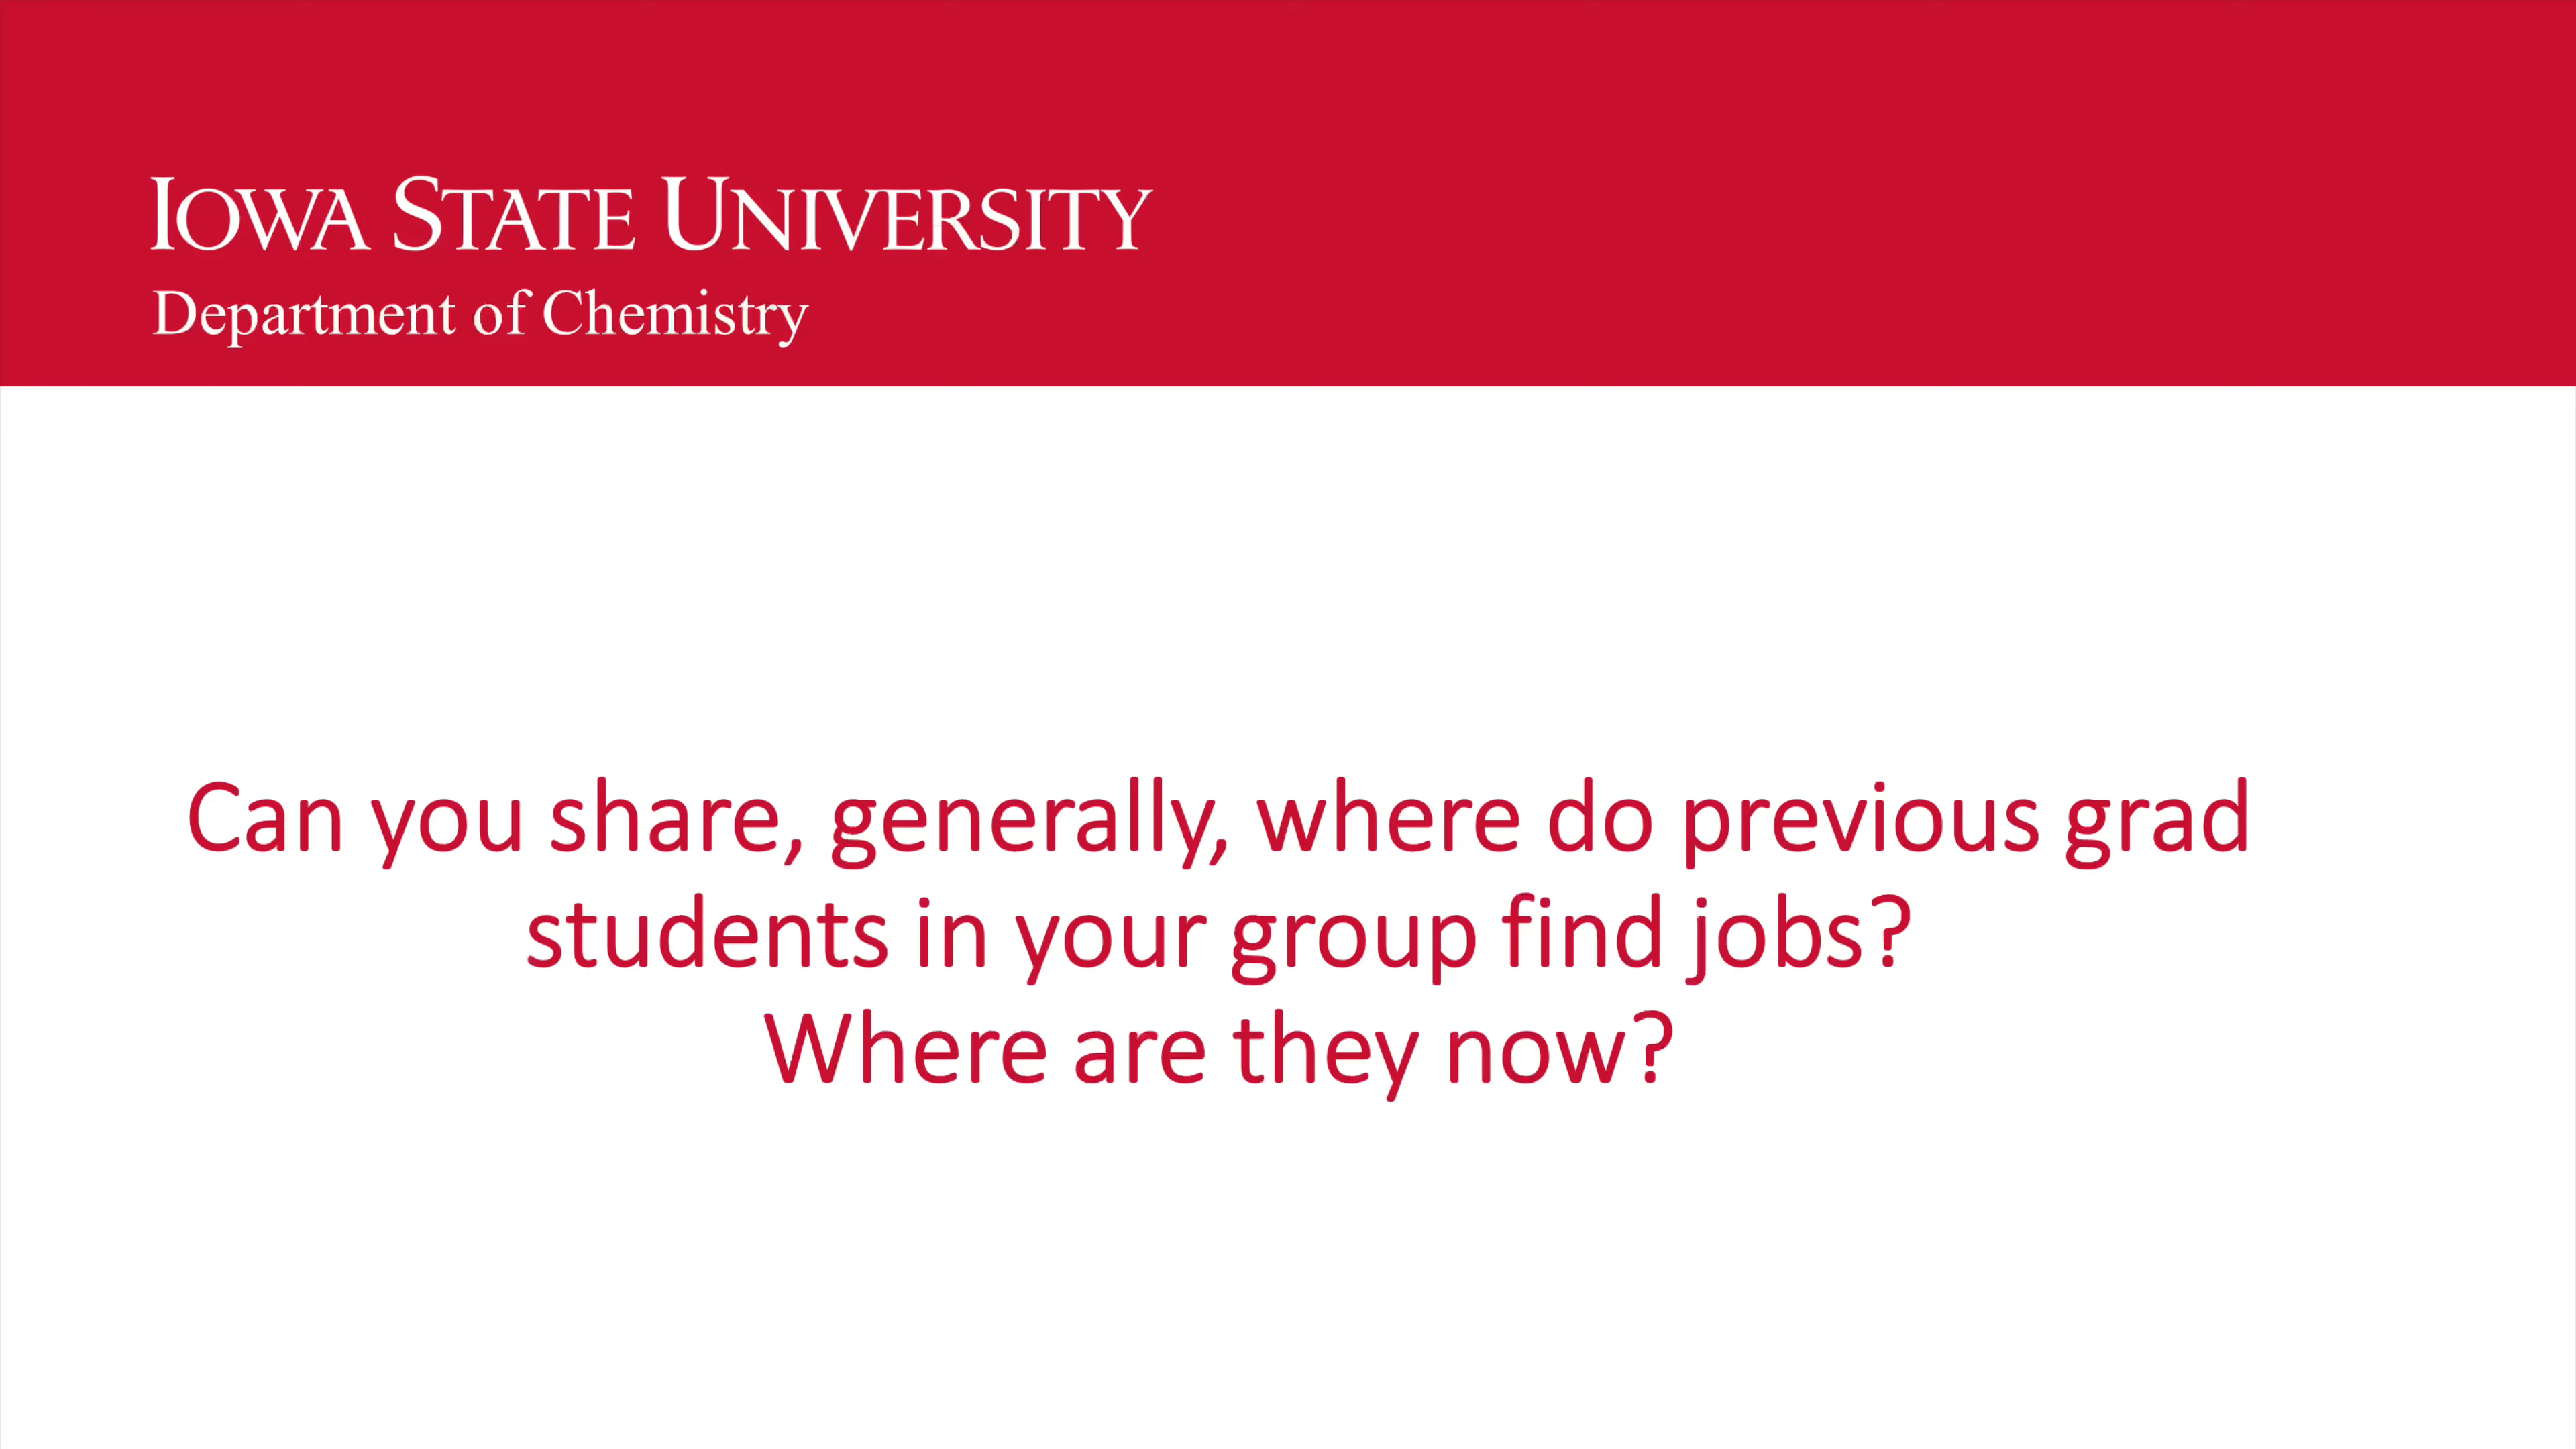 IOWA STATE UNIVERSITY
Department of Chemistry
Can you share, generally, where do previous grad
students in your group find jobs?
Where are they now?